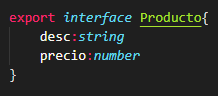 export interface Producto{
    desc:string
    precio:number
}